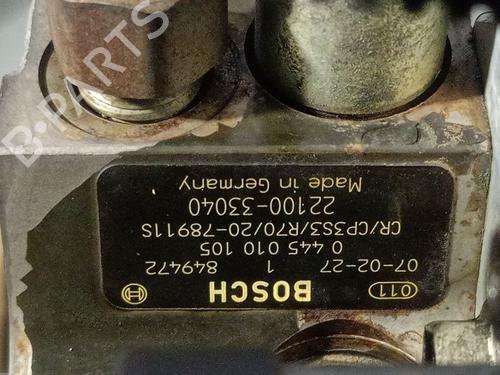 011 BOSCH
07-02-27 1 849472
0 445 010 105
CR/CP3S3/R70/20-78911S
22100-33040
Made in Germany
B-PARTS